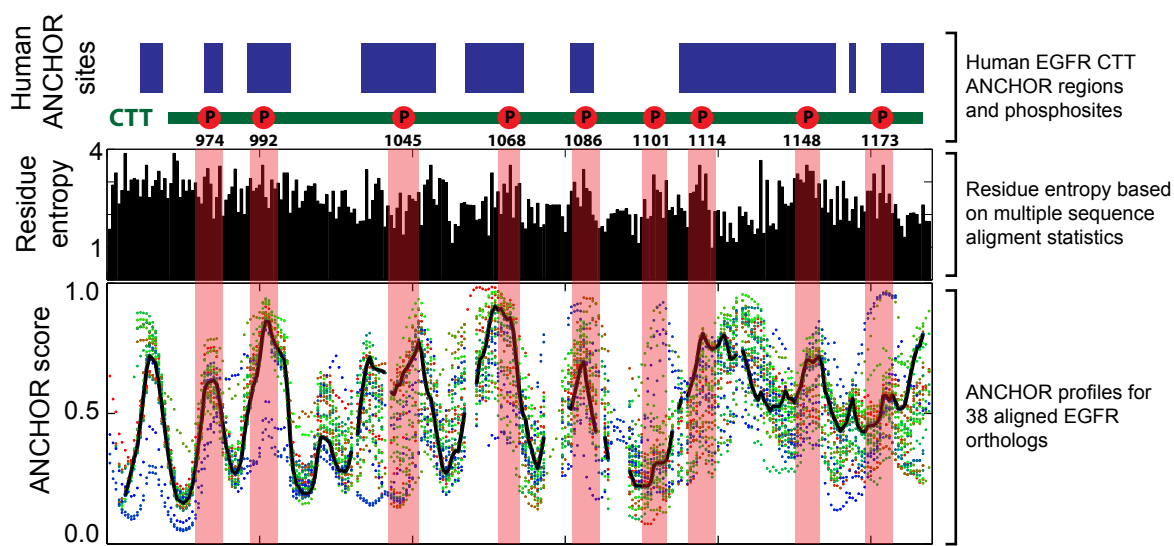 Human
ANCHOR
sites
CTT
P P P P P P P P P
974 992 1045 1068 1086 1101 1114 1148 1173
Human EGFR CTT
ANCHOR regions
and phosphosites
Residue
entropy
4
1
Residue entropy based
on multiple sequence
aligment statistics
ANCHOR score
1.0
0.5
0.0
ANCHOR profiles for
38 aligned EGFR
orthologs